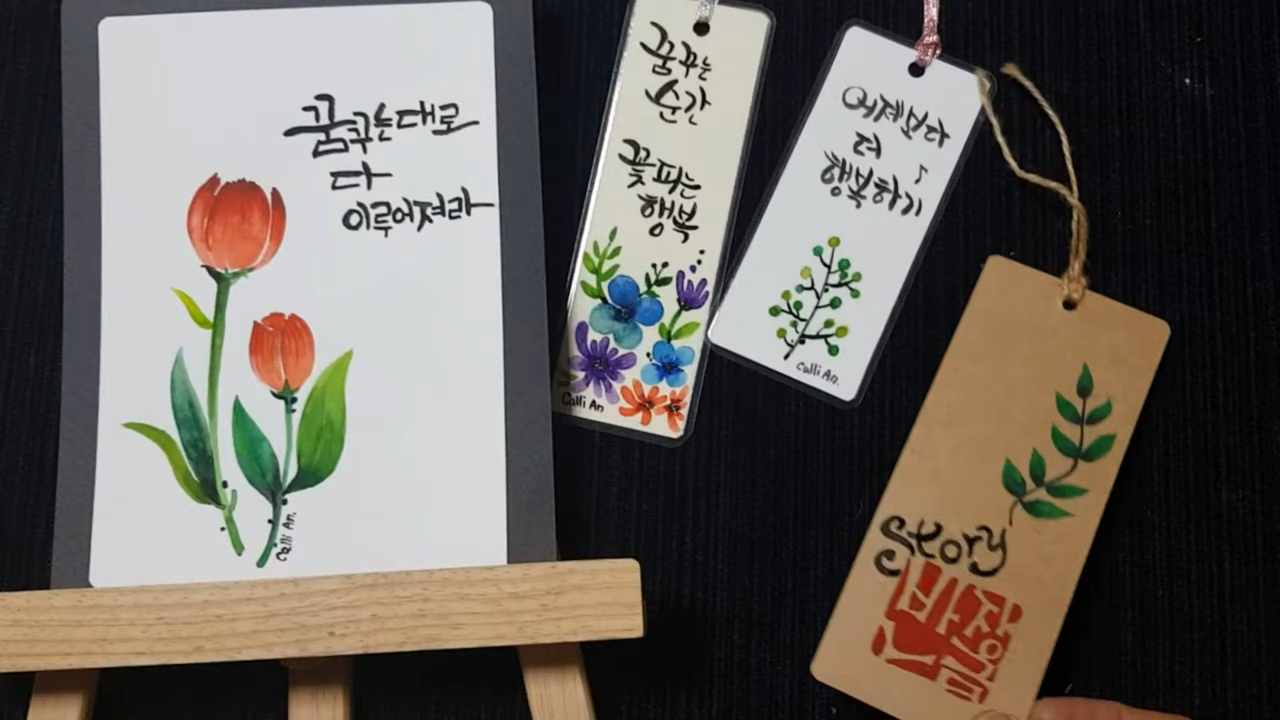 꿈꾸는대로
다
이루어져라
Calli An.
꿈꾸는
순간
꽃피는
행복
Calli An
어제보다
더
행복하기
Calli An.
Story